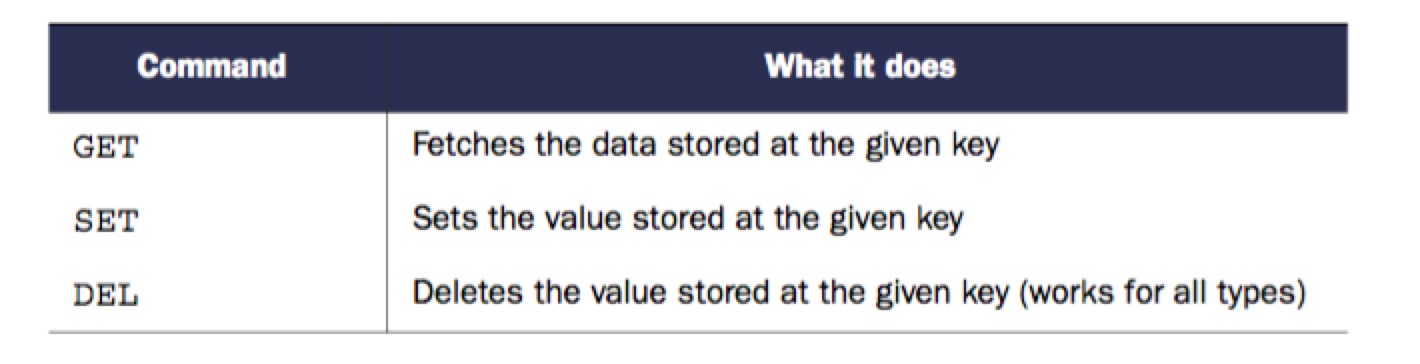 Command What it does
GET Fetches the data stored at the given key
SET Sets the value stored at the given key
DEL Deletes the value stored at the given key (works for all types)